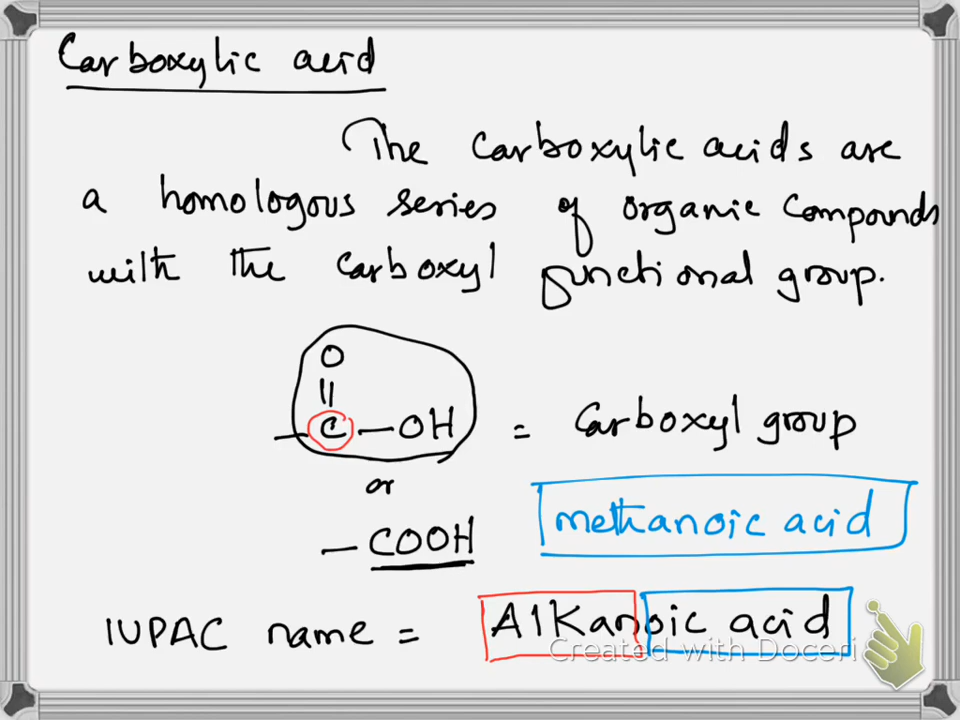 Carboxylic acid
The carboxylic acids are
a homologous series of organic compounds
with the carboxyl functional group.
O
||
— C — OH = Carboxyl group
or
— COOH
methanoic acid
IUPAC name = Alkanoic acid
Created with Doceri